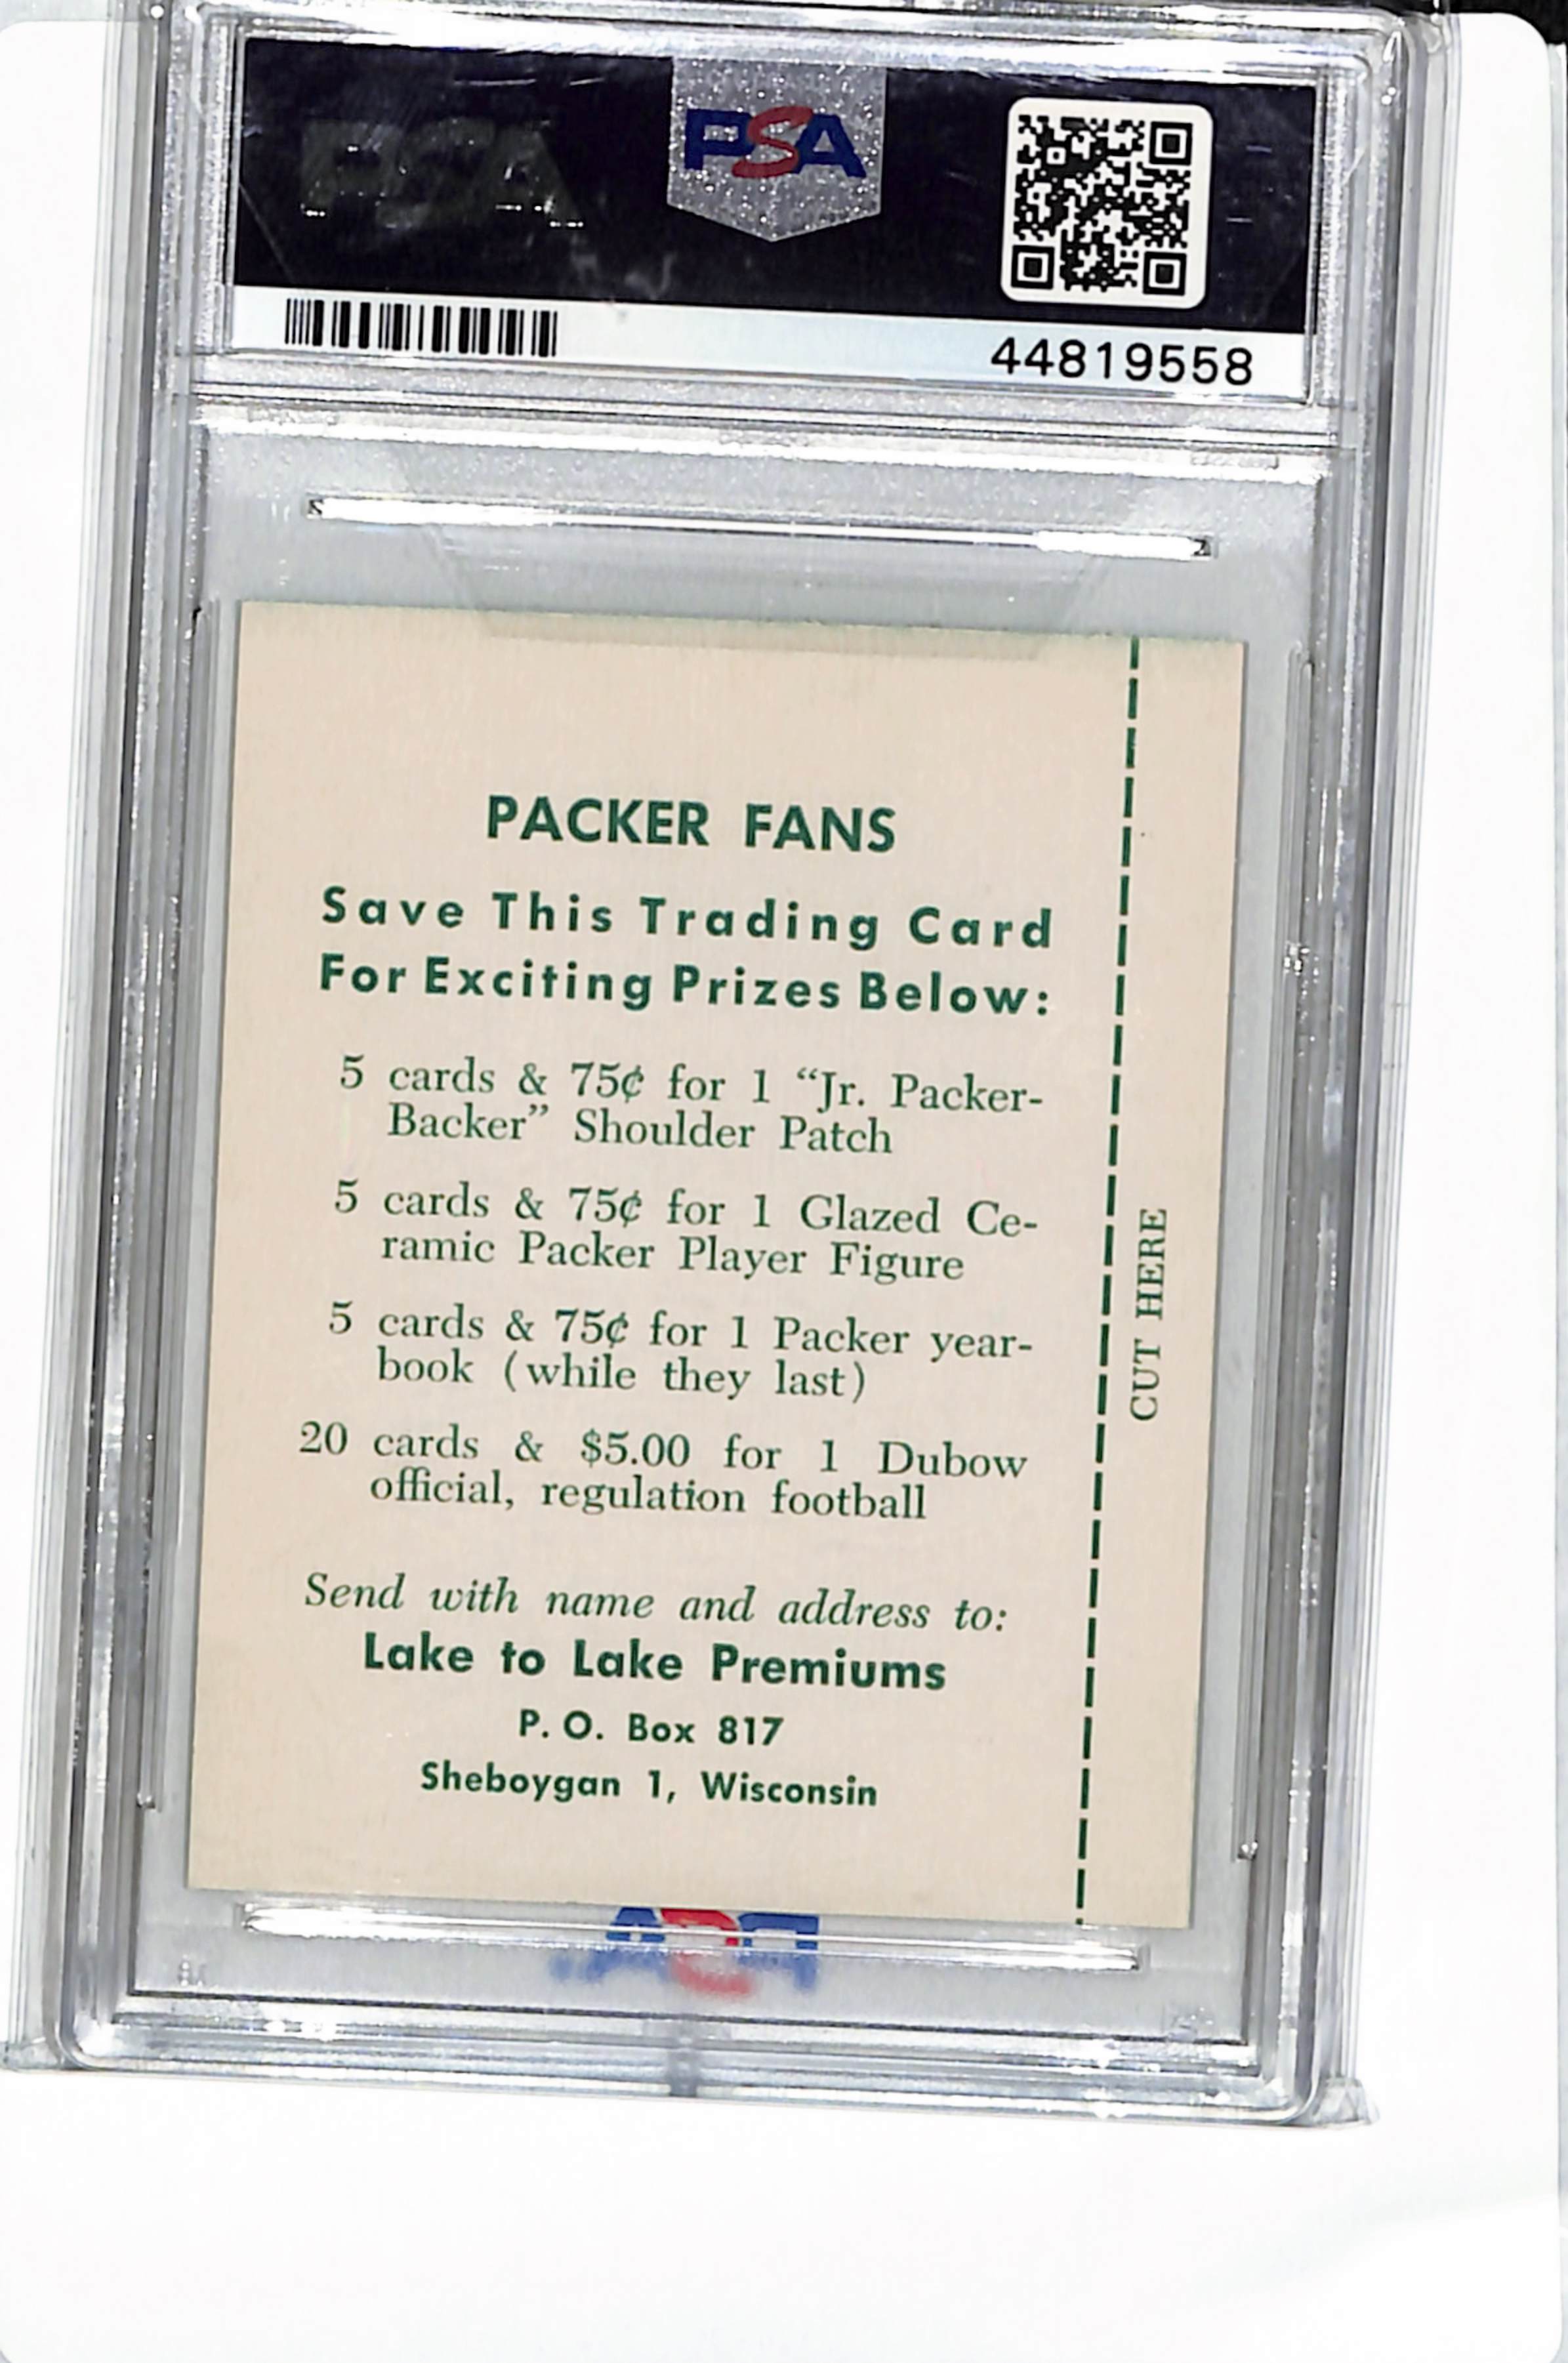 PSA
PSA
44819558
PACKER FANS
Save This Trading Card
For Exciting Prizes Below:
5 cards & 75¢ for 1 “Jr. Packer-
Backer” Shoulder Patch
5 cards & 75¢ for 1 Glazed Ce-
ramic Packer Player Figure
5 cards & 75¢ for 1 Packer year-
book (while they last)
20 cards & $5.00 for 1 Dubow
official, regulation football
Send with name and address to:
Lake to Lake Premiums
P. O. Box 817
Sheboygan 1, Wisconsin
CUT HERE
PSA